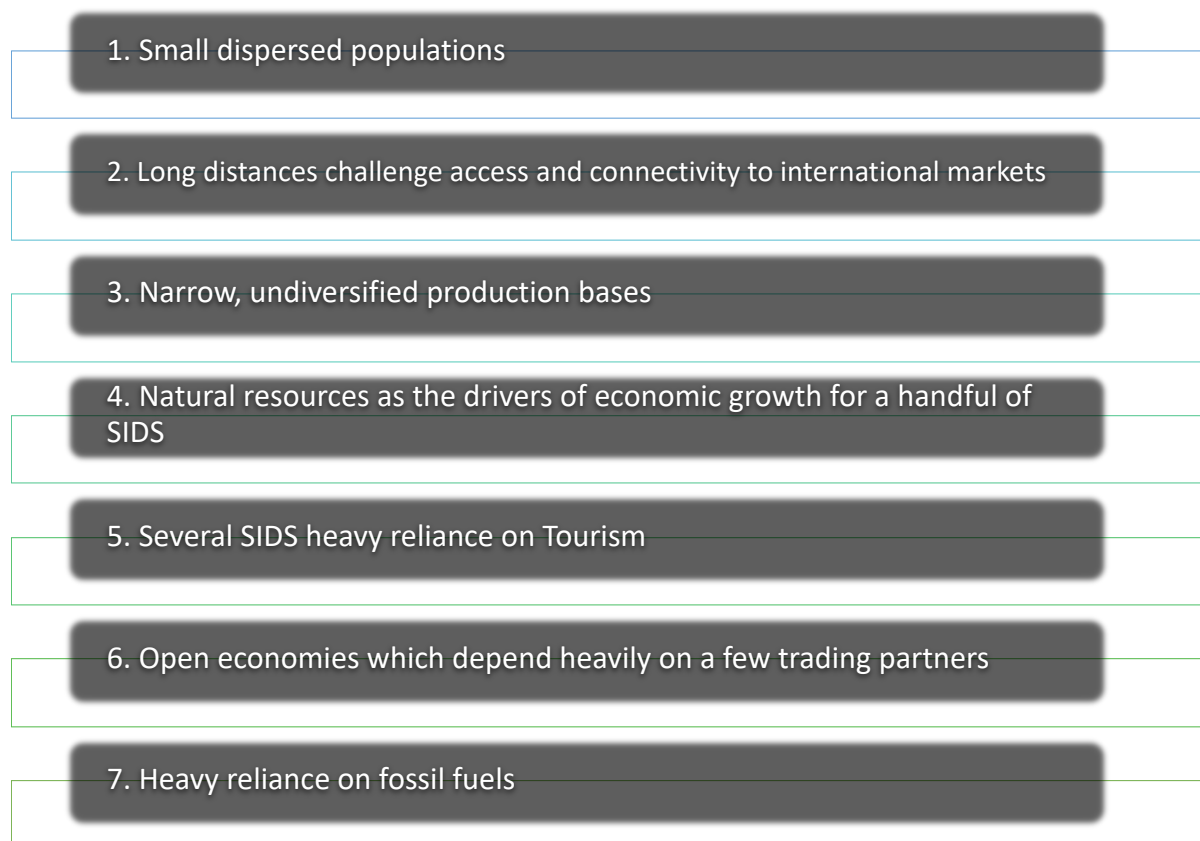 1. Small dispersed populations
2. Long distances challenge access and connectivity to international markets
3. Narrow, undiversified production bases
4. Natural resources as the drivers of economic growth for a handful of
SIDS
5. Several SIDS heavy reliance on Tourism
6. Open economies which depend heavily on a few trading partners
7. Heavy reliance on fossil fuels